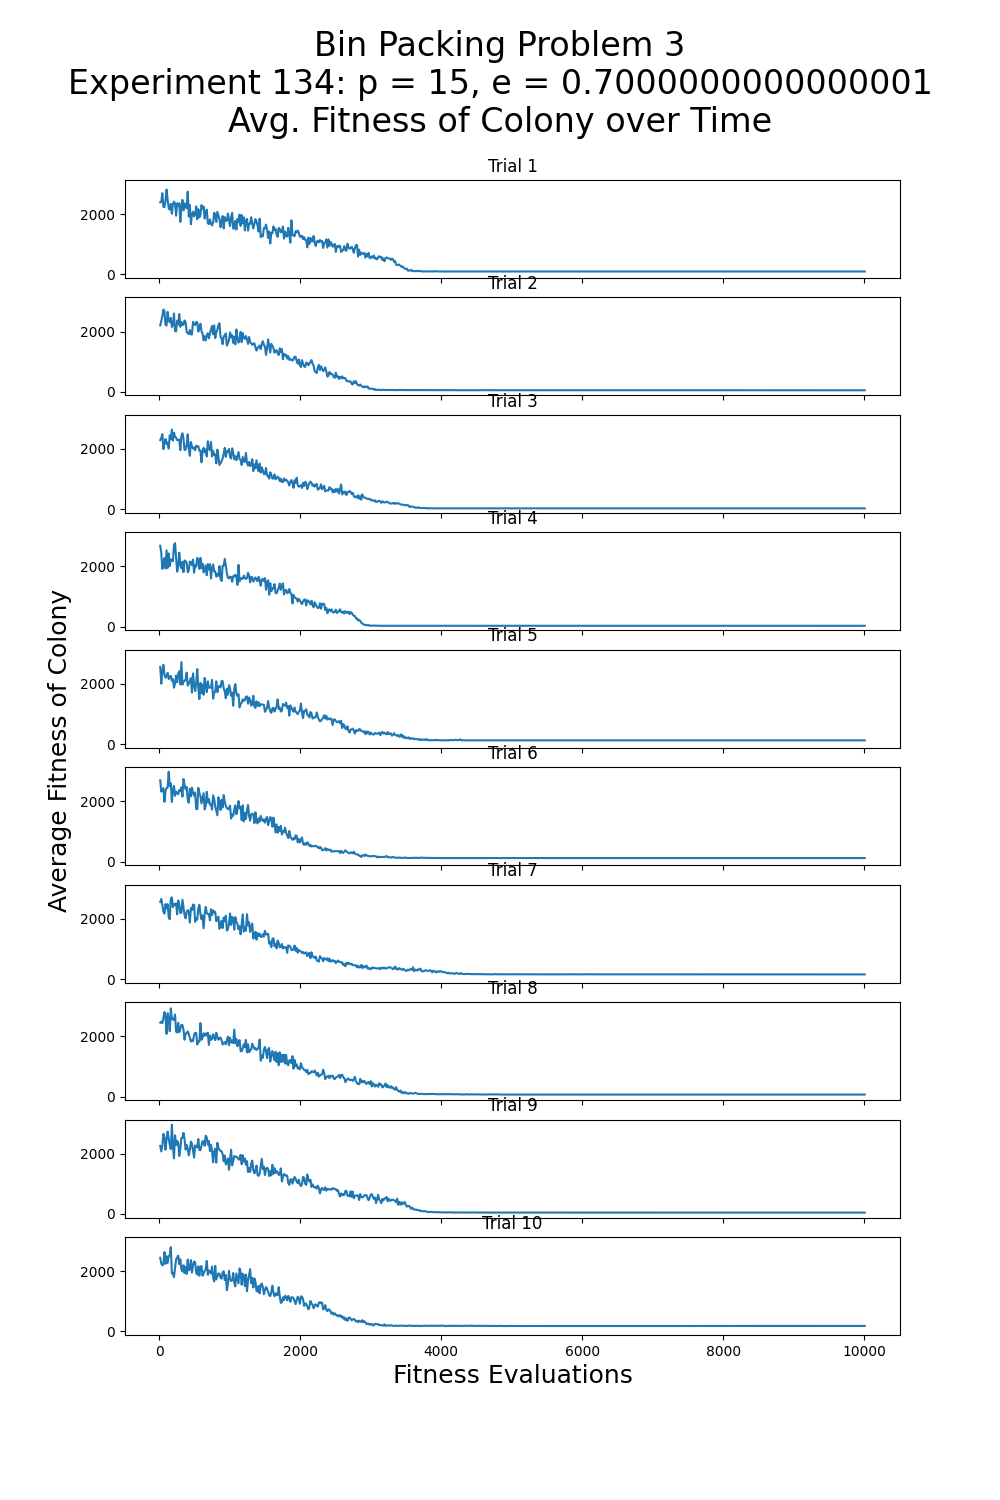 Bin Packing Problem 3
Experiment 134: p = 15, e = 0.7000000000000001
Avg. Fitness of Colony over Time
Trial 1
2000
0
Trial 2
2000
0
Trial 3
2000
0
Trial 4
2000
0
Trial 5
2000
0
Trial 6
2000
0
Trial 7
2000
0
Trial 8
2000
0
Trial 9
2000
0
Trial 10
2000
0
0 2000 4000 6000 8000 10000
Fitness Evaluations
Average Fitness of Colony